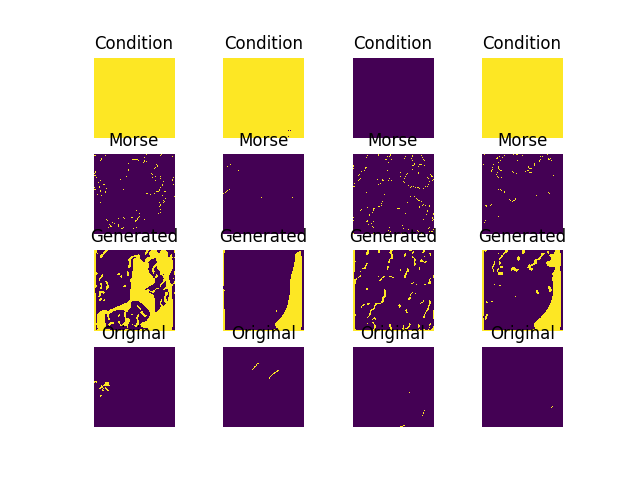 Condition Condition Condition Condition
Morse Morse Morse Morse
Generated Generated Generated Generated
Original Original Original Original